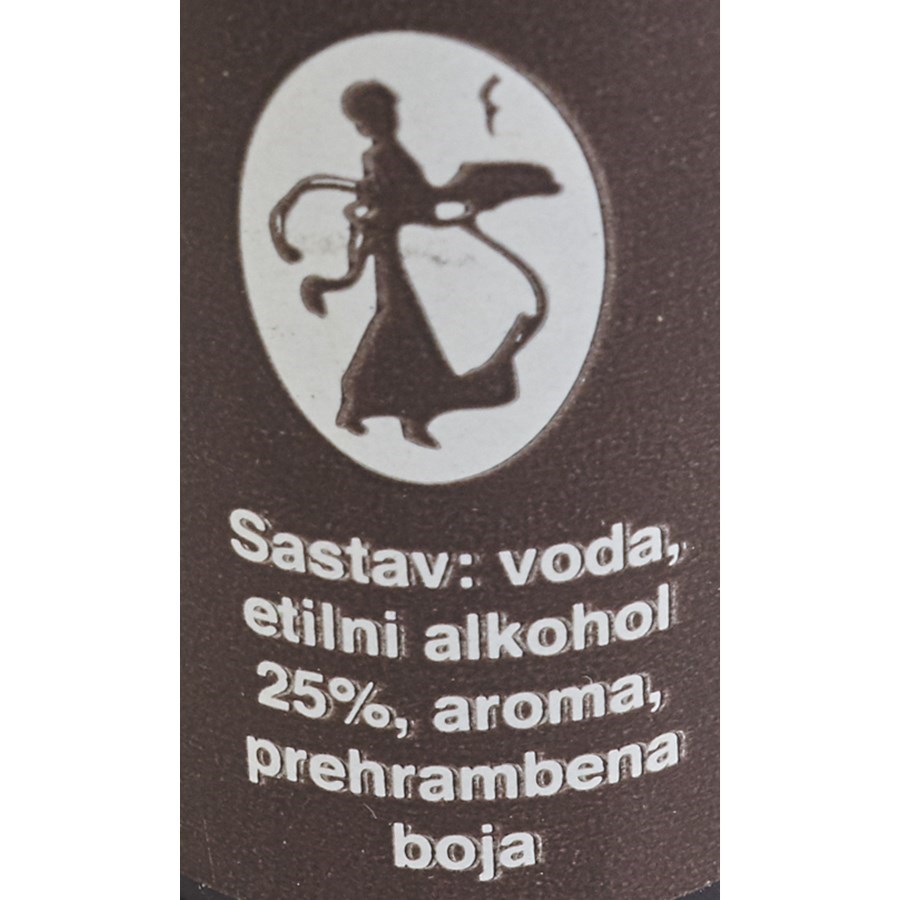 Sastav: voda,
etilni alkohol
25%, aroma,
prehrambena
boja